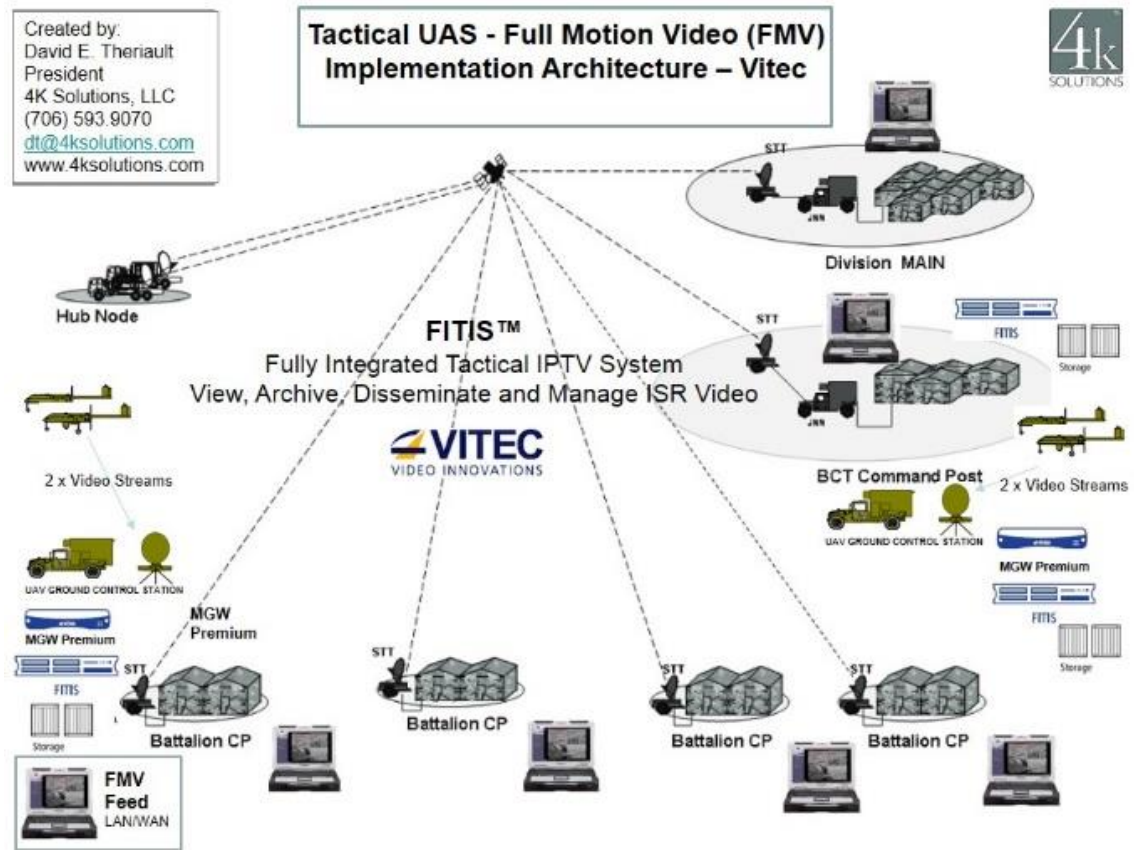 Created by:
David E. Theriault
President
4K Solutions, LLC
(706) 593.9070
dt@4ksolutions.com
www.4ksolutions.com
Tactical UAS - Full Motion Video (FMV)
Implementation Architecture – Vitec
4k
SOLUTIONS
STT
JNN
Division MAIN
Hub Node
FITIS™
Fully Integrated Tactical IPTV System
View, Archive, Disseminate and Manage ISR Video
VITEC
VIDEO INNOVATIONS
STT
JNN
FITIS
Storage
BCT Command Post
2 x Video Streams
UAV GROUND CONTROL STATION
MGW Premium
FITIS
Storage
2 x Video Streams
UAV GROUND CONTROL STATION
MGW Premium
FITIS
Storage
MGW
Premium
STT
Battalion CP
STT
Battalion CP
STT
Battalion CP
STT
Battalion CP
FMV
Feed
LAN/WAN